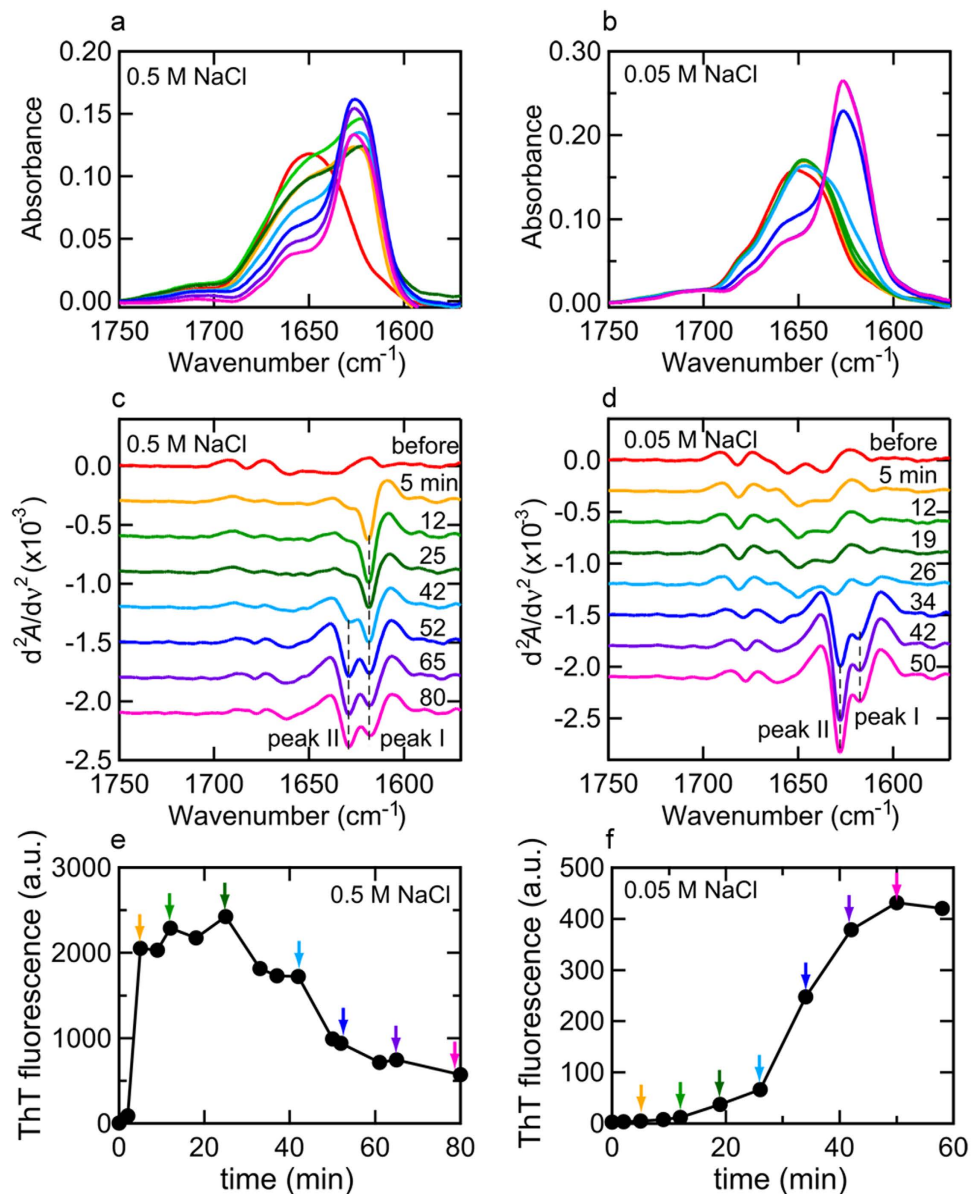 a
0.5 M NaCl
0.20
0.15
0.10
0.05
0.00
Absorbance
1750 1700 1650 1600
Wavenumber (cm-1)
b
0.05 M NaCl
0.30
0.20
0.10
0.00
Absorbance
1750 1700 1650 1600
Wavenumber (cm-1)
c
0.5 M NaCl
before
5 min
12
25
42
52
65
80
0.0
-0.5
-1.0
-1.5
-2.0
-2.5
d2A/dν2 (x10-3)
peak II peak I
1750 1700 1650 1600
Wavenumber (cm-1)
d
0.05 M NaCl
before
5 min
12
19
26
34
42
50
0.0
-0.5
-1.0
-1.5
-2.0
-2.5
d2A/dν2 (x10-3)
peak II peak I
1750 1700 1650 1600
Wavenumber (cm-1)
e
0.5 M NaCl
3000
2000
1000
0
ThT fluorescence (a.u.)
0 20 40 60 80
time (min)
f
0.05 M NaCl
500
400
300
200
100
0
ThT fluorescence (a.u.)
0 20 40 60
time (min)